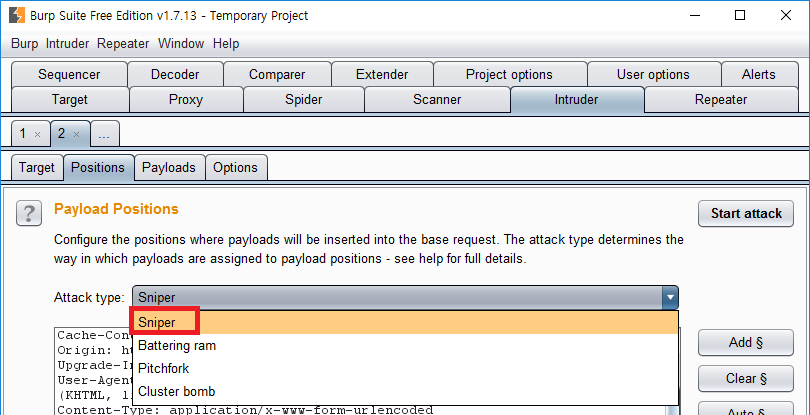 Burp Suite Free Edition v1.7.13 - Temporary Project
Burp Intruder Repeater Window Help
Sequencer Decoder Comparer Extender Project options User options Alerts
Target Proxy Spider Scanner Intruder Repeater
1 × 2 × ...
Target Positions Payloads Options
? Payload Positions Start attack
Configure the positions where payloads will be inserted into the base request. The attack type determines the
way in which payloads are assigned to payload positions - see help for full details.
Attack type: Sniper
Sniper
Battering ram
Pitchfork
Cluster bomb
Cache-Con
Origin: h
Upgrade-In
User-Agent
(KHTML, li
Content-Type: application/x-www-form-urlencoded
Add §
Clear §
Auto §